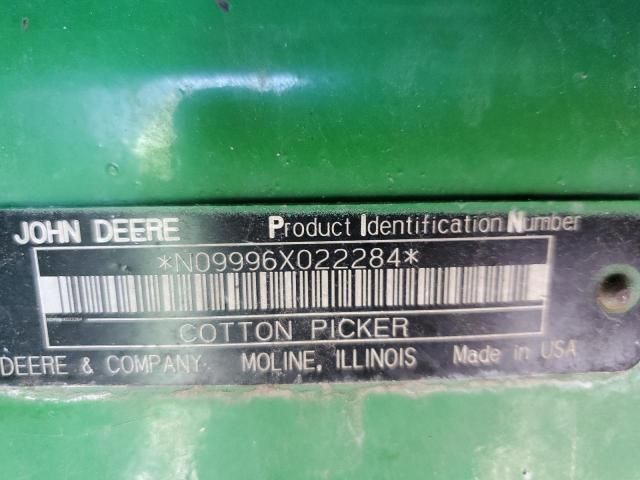 JOHN DEERE Product Identification Number
*N09996X022284*
COTTON PICKER
DEERE & COMPANY MOLINE, ILLINOIS Made in USA